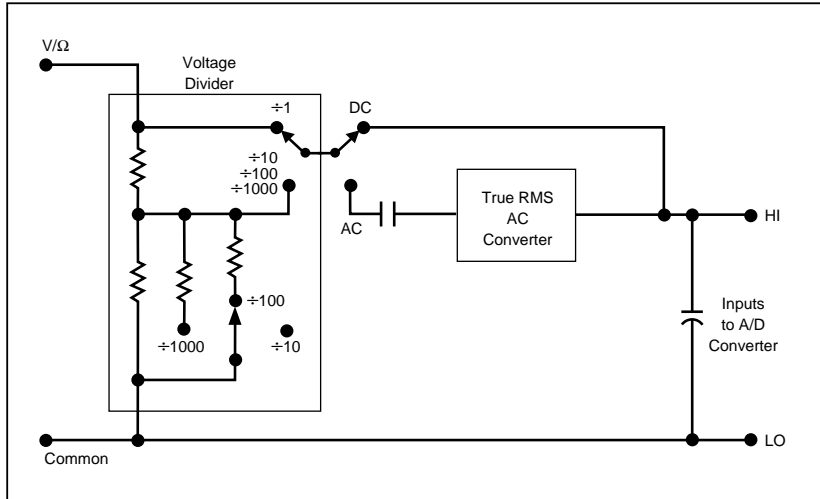 V/Ω
Voltage
Divider
÷1
DC
÷10
÷100
÷1000
AC
True RMS
AC
Converter
HI
÷100
÷1000
÷10
Inputs
to A/D
Converter
Common
LO